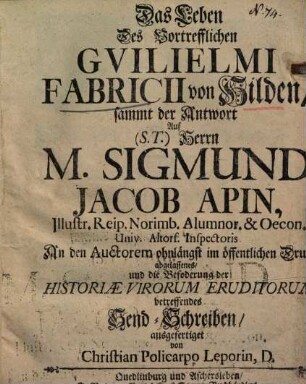 N. 74.
Das Leben
Des Vortrefflichen
GVILIELMI
FABRICII von Hilden/
sammt der Antwort
Auf
(S.T.) Herrn
M. SIGMUND
JACOB APIN,
Illustr. Reip. Norimb. Alumnor. & Oecon.
Univ. Altorf. Inspectoris
An den Auctorem ohnlängst im öffentlichen Dru
abgelassenes/
und die Beförderung der
HISTORIÆ VIRORUM ERUDITORUM
betreffendes
Send-Schreiben/
ausgefertiget
von
Christian Policarpo Leporin, D.
Quedlinburg und Aschersleben/